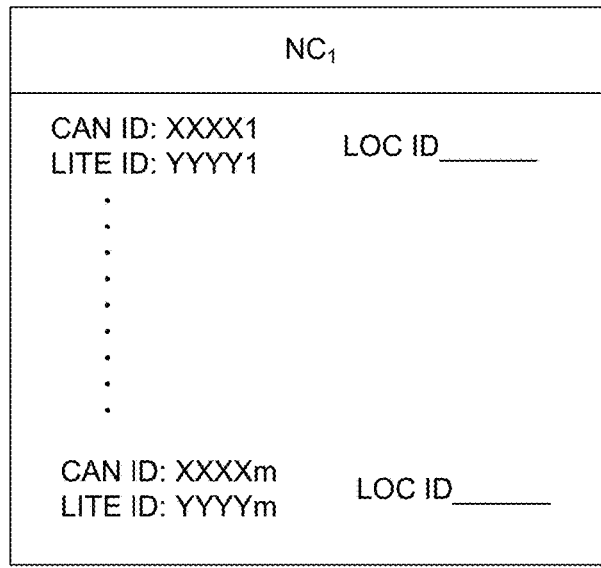 NC₁
CAN ID: XXXX1
LITE ID: YYYY1
LOC ID______
CAN ID: XXXXm
LITE ID: YYYYm
LOC ID______